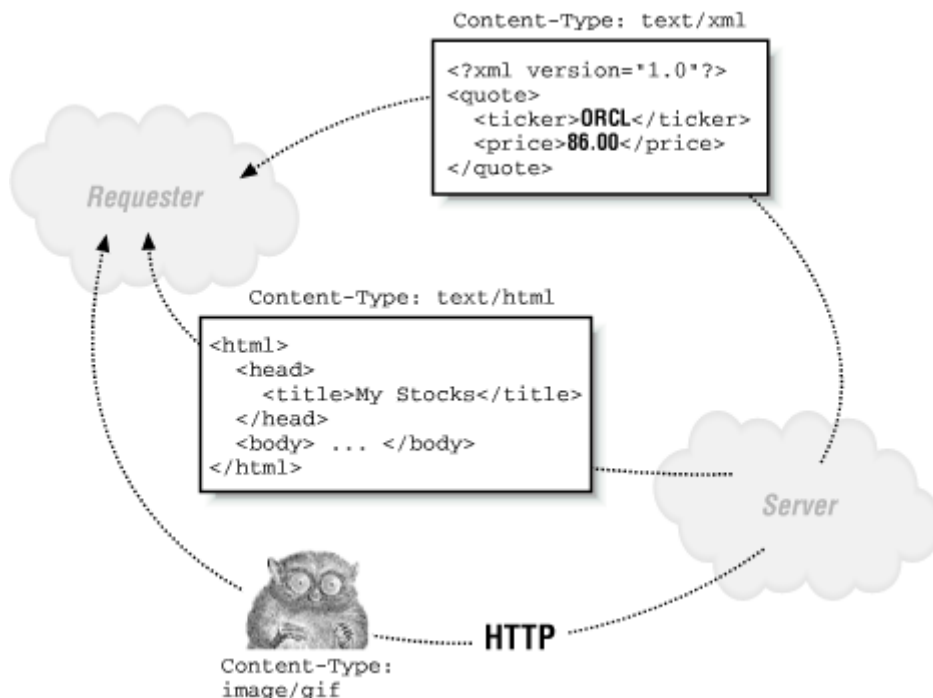 Content-Type: text/xml
<?xml version="1.0"?>
<quote>
<ticker>ORCL</ticker>
<price>86.00</price>
</quote>
Requester
Content-Type: text/html
<html>
<head>
<title>My Stocks</title>
</head>
<body> ... </body>
</html>
Server
HTTP
Content-Type:
image/gif